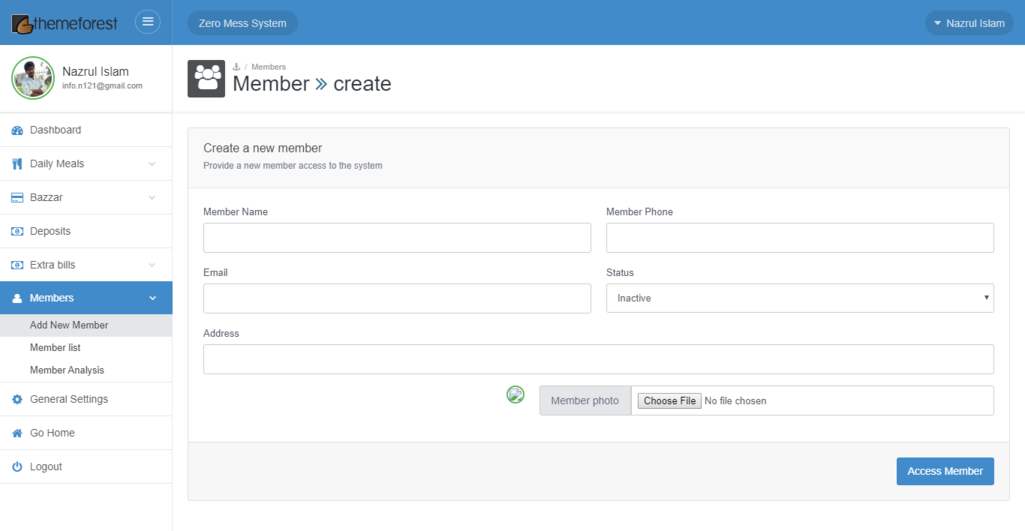 themeforest
Zero Mess System
Nazrul Islam
Nazrul Islam
info.n121@gmail.com
Dashboard
Daily Meals
Bazzar
Deposits
Extra bills
Members
Add New Member
Member list
Member Analysis
General Settings
Go Home
Logout
/ Members
Member » create
Create a new member
Provide a new member access to the system
Member Name
Member Phone
Email
Status
Inactive
Address
Member photo
Choose File No file chosen
Access Member